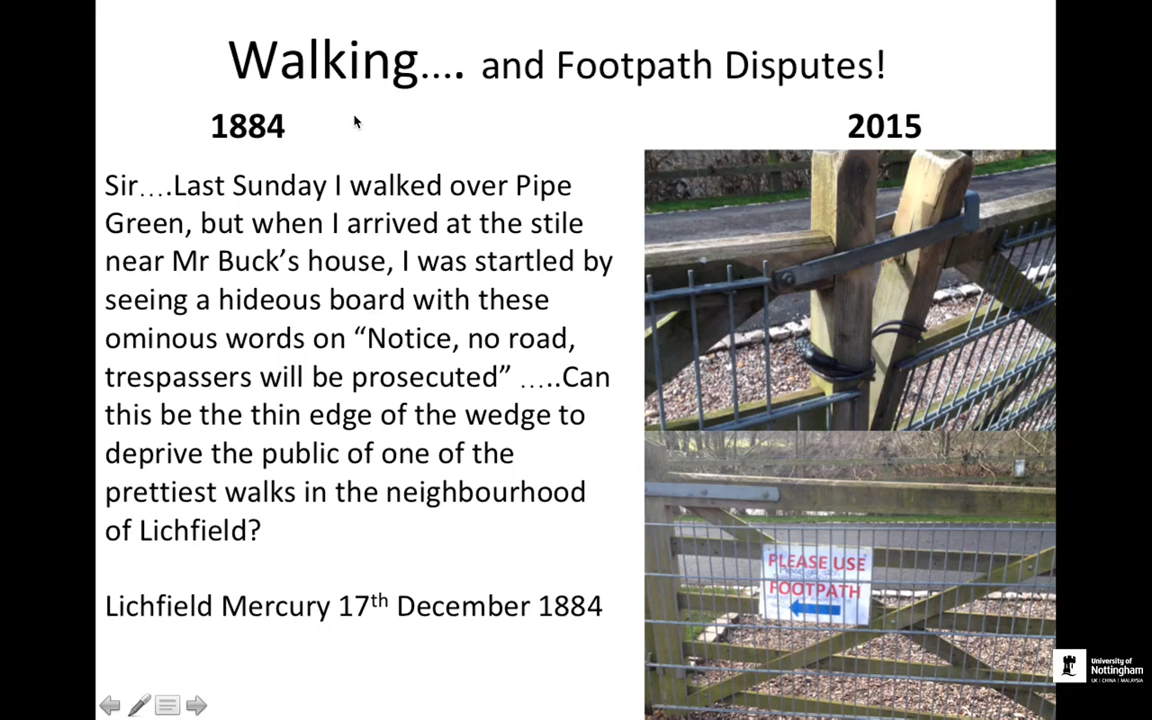 Walking.... and Footpath Disputes!
1884
2015
Sir….Last Sunday I walked over Pipe
Green, but when I arrived at the stile
near Mr Buck’s house, I was startled by
seeing a hideous board with these
ominous words on “Notice, no road,
trespassers will be prosecuted” …..Can
this be the thin edge of the wedge to
deprive the public of one of the
prettiest walks in the neighbourhood
of Lichfield?
Lichfield Mercury 17th December 1884
PLEASE USE
FOOTPATH
University of
Nottingham
UK | CHINA | MALAYSIA